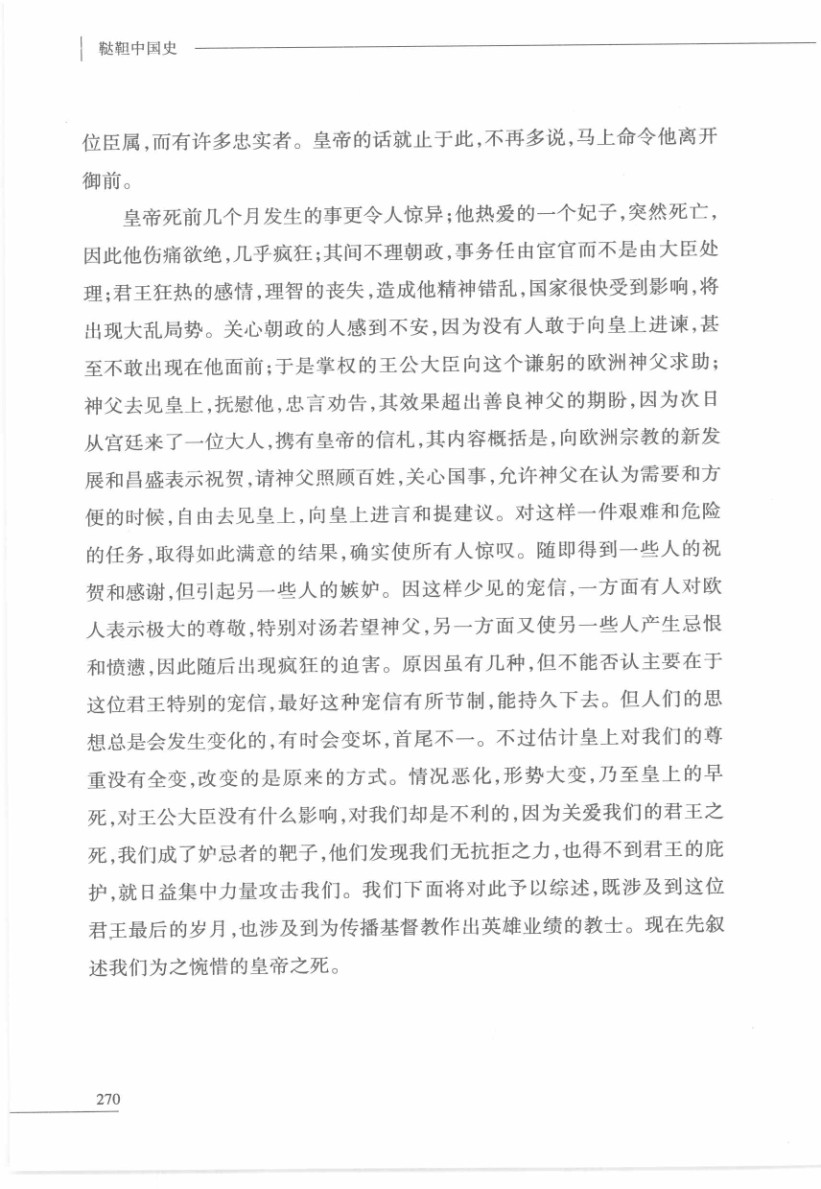 鞑靼中国史
位臣属,而有许多忠实者。皇帝的话就止于此,不再多说,马上命令他离开
御前。
皇帝死前几个月发生的事更令人惊异;他热爱的一个妃子,突然死亡,
因此他伤痛欲绝,几乎疯狂;其间不理朝政,事务任由宦官而不是由大臣处
理;君王狂热的感情,理智的丧失,造成他精神错乱,国家很快受到影响,将
出现大乱局势。关心朝政的人感到不安,因为没有人敢于向皇上进谏,甚
至不敢出现在他面前;于是掌权的王公大臣向这个谦躬的欧洲神父求助;
神父去见皇上,抚慰他,忠言劝告,其效果超出善良神父的期盼,因为次日
从宫廷来了一位大人,携有皇帝的信札,其内容概括是,向欧洲宗教的新发
展和昌盛表示祝贺,请神父照顾百姓,关心国事,允许神父在认为需要和方
便的时候,自由去见皇上,向皇上进言和提建议。对这样一件艰难和危险
的任务,取得如此满意的结果,确实使所有人惊叹。随即得到一些人的祝
贺和感谢,但引起另一些人的嫉妒。因这样少见的宠信,一方面有人对欧
人表示极大的尊敬,特别对汤若望神父,另一方面又使另一些人产生忌恨
和愤懑,因此随后出现疯狂的迫害。原因虽有几种,但不能否认主要在于
这位君王特别的宠信,最好这种宠信有所节制,能持久下去。但人们的思
想总是会发生变化的,有时会变坏,首尾不一。不过估计皇上对我们的尊
重没有全变,改变的是原来的方式。情况恶化,形势大变,乃至皇上的早
死,对王公大臣没有什么影响,对我们却是不利的,因为关爱我们的君王之
死,我们成了妒忌者的靶子,他们发现我们无抗拒之力,也得不到君王的庇
护,就日益集中力量攻击我们。我们下面将对此予以综述,既涉及到这位
君王最后的岁月,也涉及到为传播基督教作出英雄业绩的教士。现在先叙
述我们为之惋惜的皇帝之死。
270